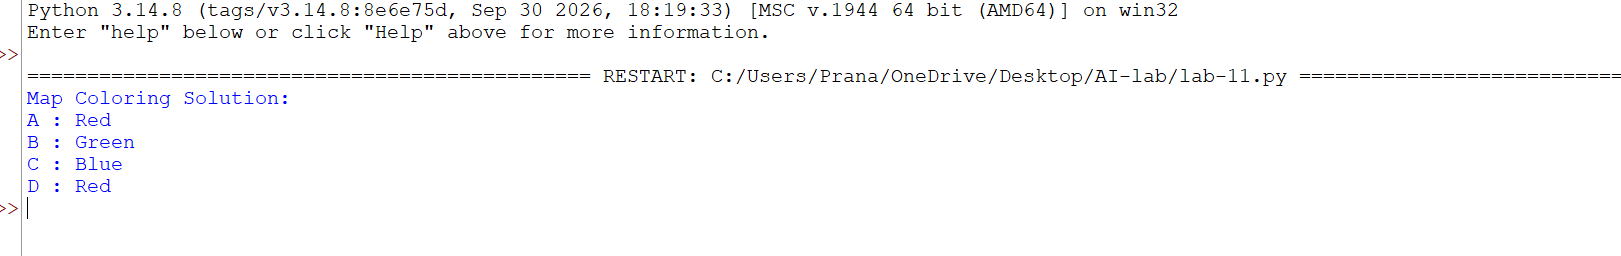 Python 3.14.8 (tags/v3.14.8:8e6e75d, Sep 30 2026, 18:19:33) [MSC v.1944 64 bit (AMD64)] on win32
Enter "help" below or click "Help" above for more information.
>>
=============================================== RESTART: C:/Users/Prana/OneDrive/Desktop/AI-lab/lab-11.py ===========================
Map Coloring Solution:
A : Red
B : Green
C : Blue
D : Red
>>